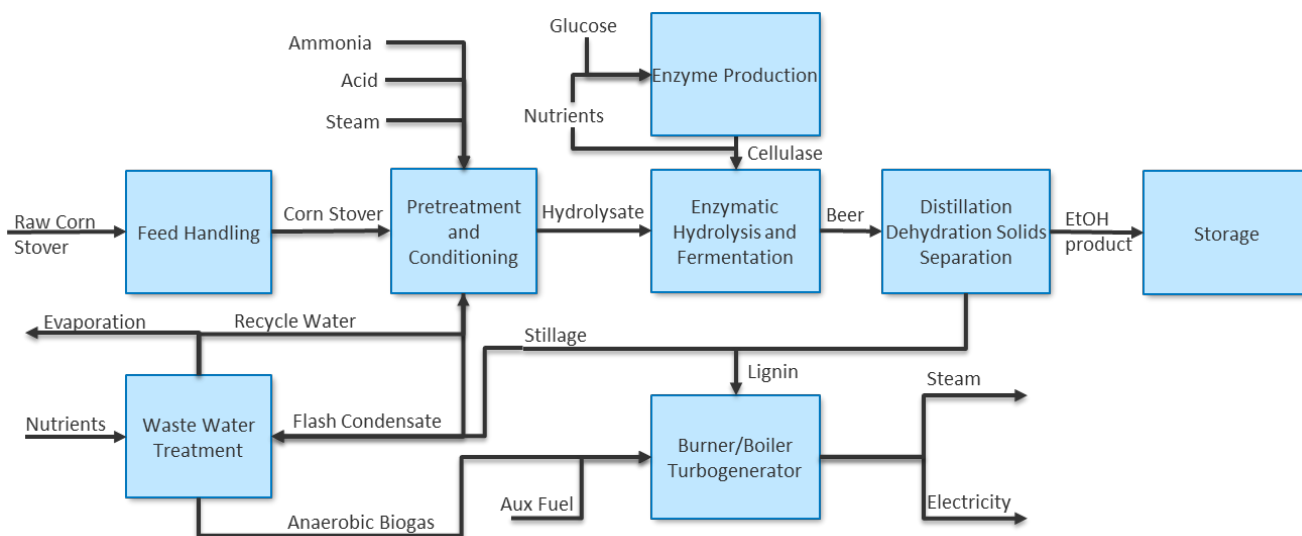 Glucose
Ammonia
Enzyme Production
Acid
Nutrients
Steam
Cellulase
Raw Corn
Stover
Feed Handling
Corn Stover
Pretreatment
and
Conditioning
Hydrolysate
Enzymatic
Hydrolysis and
Fermentation
Beer
Distillation
Dehydration Solids
Separation
EtOH
product
Storage
Evaporation
Recycle Water
Stillage
Lignin
Steam
Nutrients
Waste Water
Treatment
Flash Condensate
Burner/Boiler
Turbogenerator
Aux Fuel
Electricity
Anaerobic Biogas